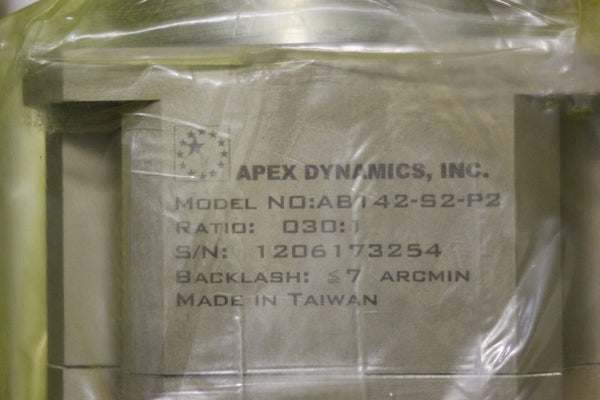 APEX DYNAMICS, INC.
MODEL NO:AB142-S2-P2
RATIO: 030:1
S/N: 1206173254
BACKLASH: ≦7 ARCMIN
MADE IN TAIWAN